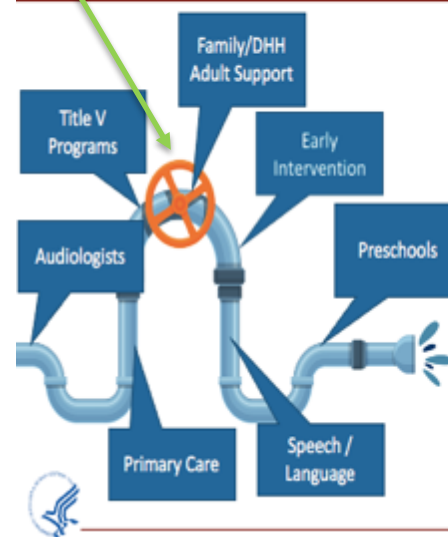 Family/DHH
Adult Support
Title V
Programs
Early
Intervention
Audiologists
Preschools
Primary Care
Speech /
Language